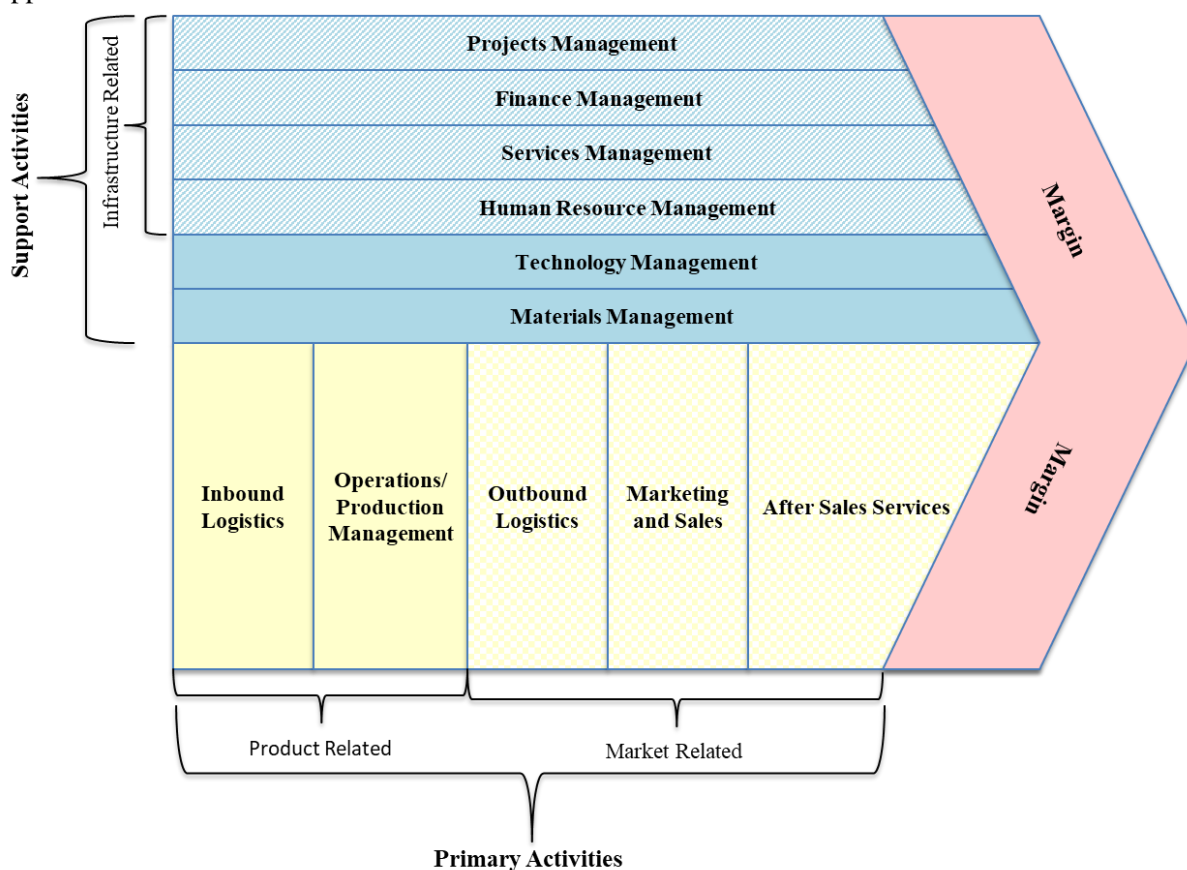 Projects Management
Finance Management
Services Management
Human Resource Management
Technology Management
Materials Management
Support Activities
Infrastructure Related
Margin
Margin
Inbound
Logistics
Operations/
Production
Management
Outbound
Logistics
Marketing
and Sales
After Sales Services
Product Related
Market Related
Primary Activities